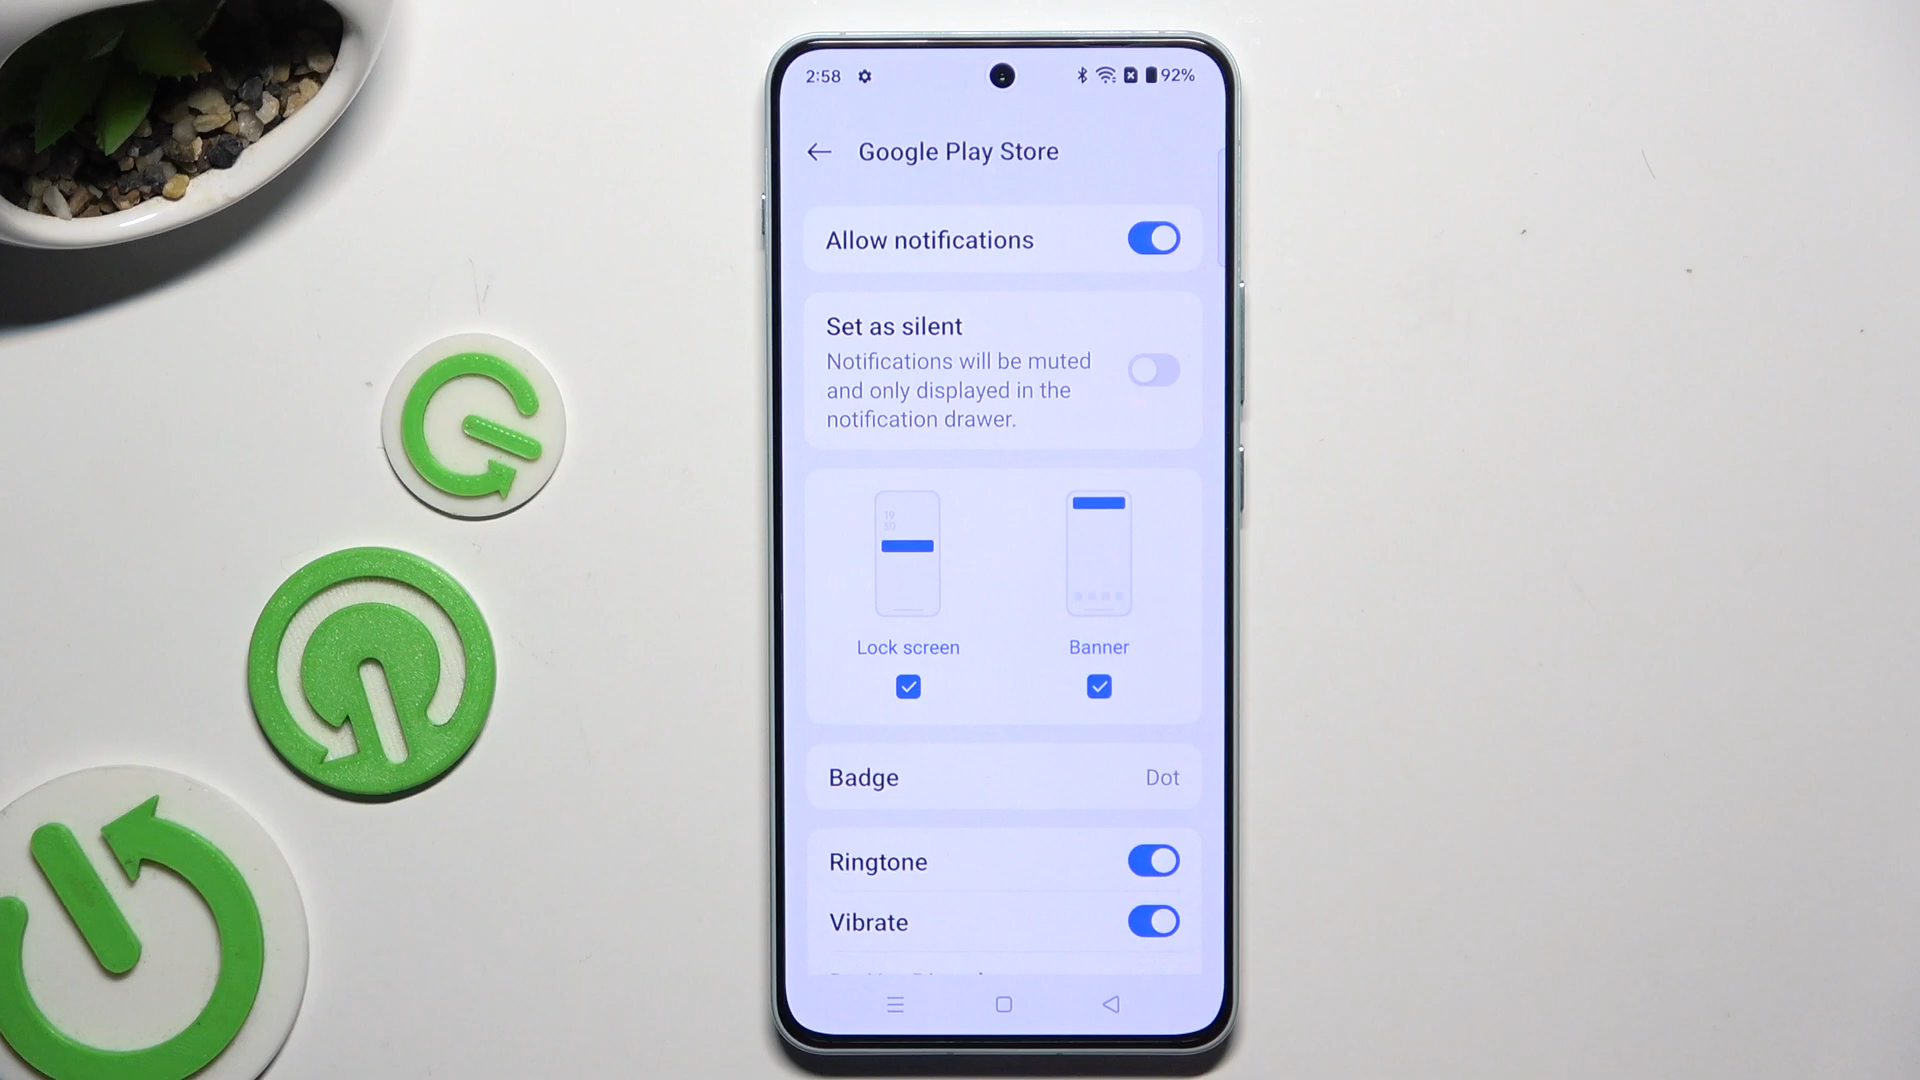 2:58 92%
Google Play Store
Allow notifications
Set as silent
Notifications will be muted
and only displayed in the
notification drawer.
Lock screen Banner
Badge Dot
Ringtone
Vibrate